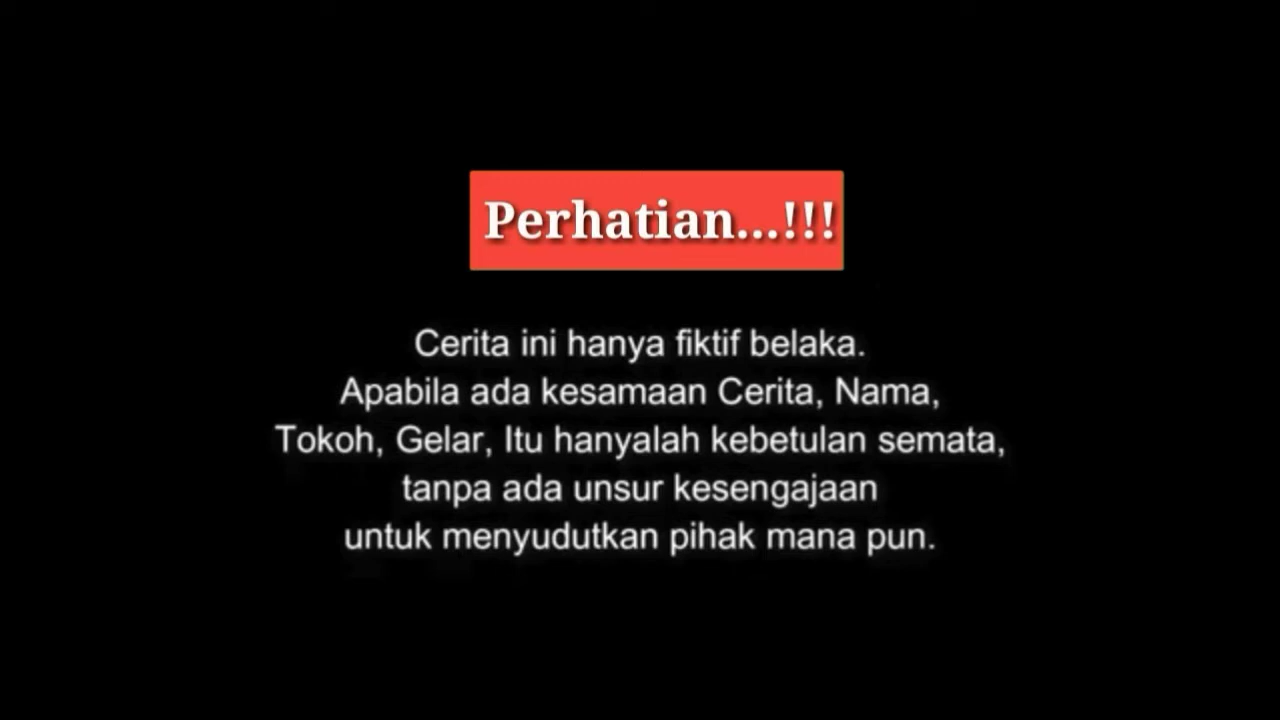 Perhatian...!!!
Cerita ini hanya fiktif belaka.
Apabila ada kesamaan Cerita, Nama,
Tokoh, Gelar, Itu hanyalah kebetulan semata,
tanpa ada unsur kesengajaan
untuk menyudutkan pihak mana pun.